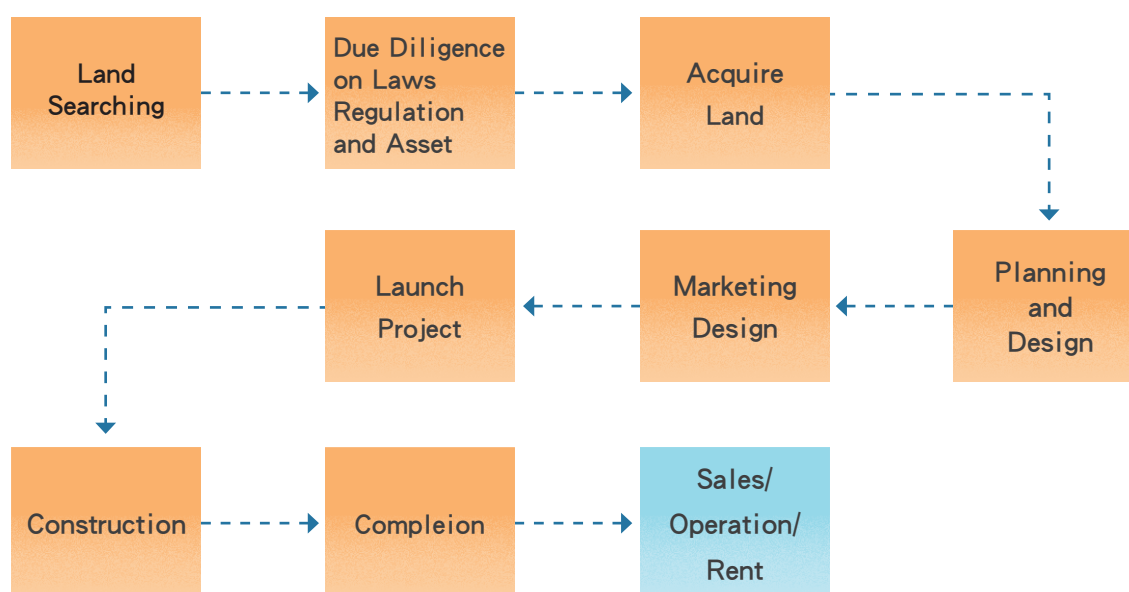 Land
Searching
Due Diligence
on Laws
Regulation
and Asset
Acquire
Land
Planning
and
Design
Marketing
Design
Launch
Project
Construction
Compleion
Sales/
Operation/
Rent